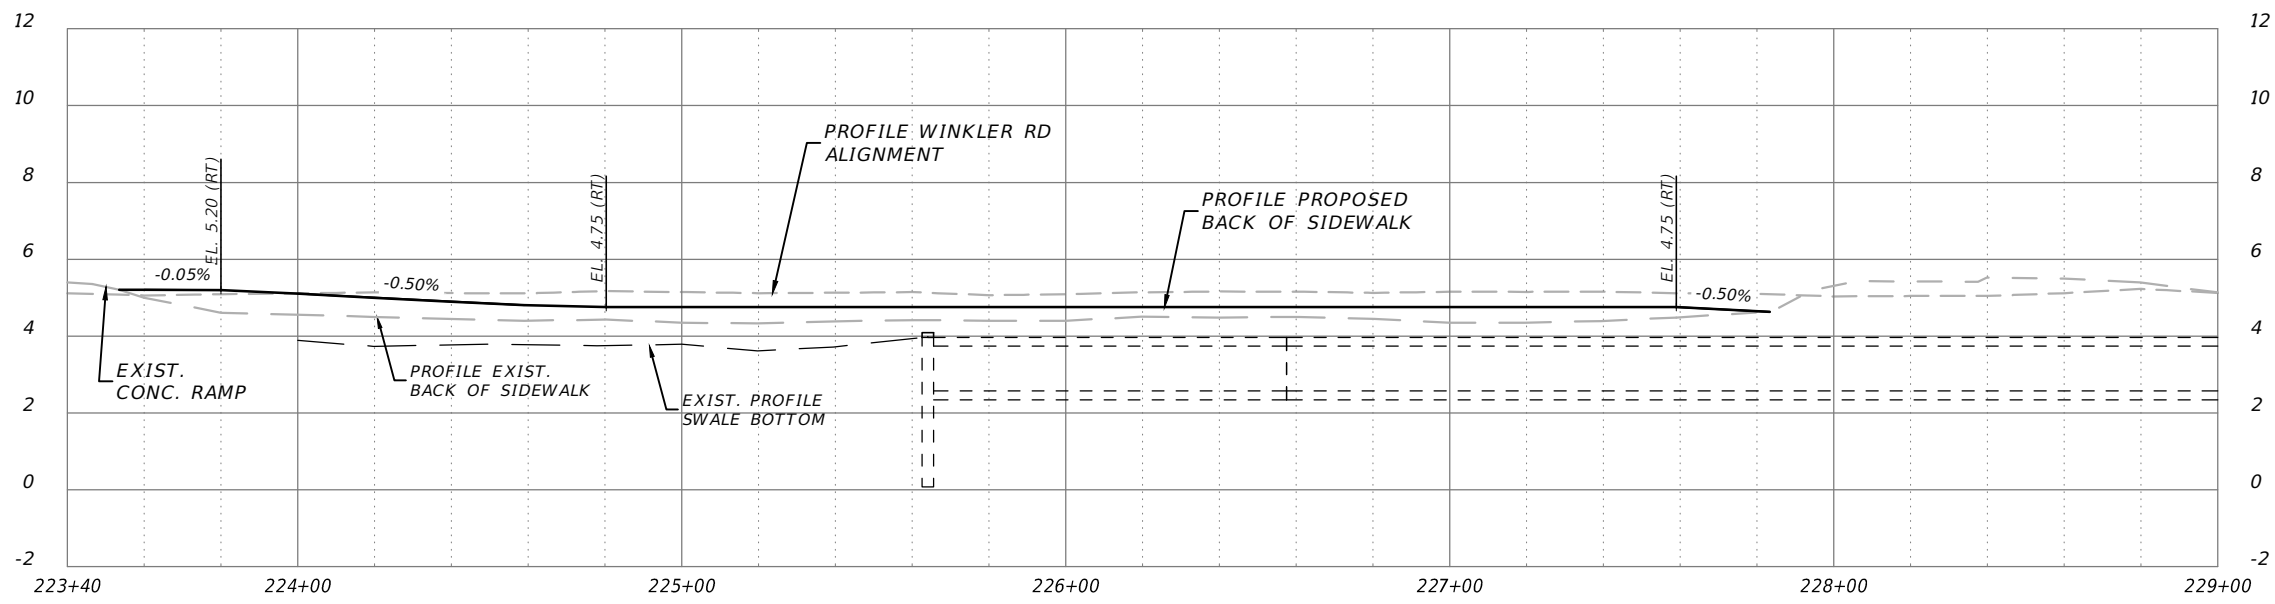 12
12
10
10
PROFILE WINKLER RD
ALIGNMENT
8
8
EL. 5.20 (RT)
EL. 4.75 (RT)
EL. 4.75 (RT)
PROFILE PROPOSED
BACK OF SIDEWALK
6
6
-0.05%
-0.50%
-0.50%
4
4
EXIST.
CONC. RAMP
PROFILE EXIST.
BACK OF SIDEWALK
EXIST. PROFILE
SWALE BOTTOM
2
2
0
0
-2
-2
223+40
224+00
225+00
226+00
227+00
228+00
229+00